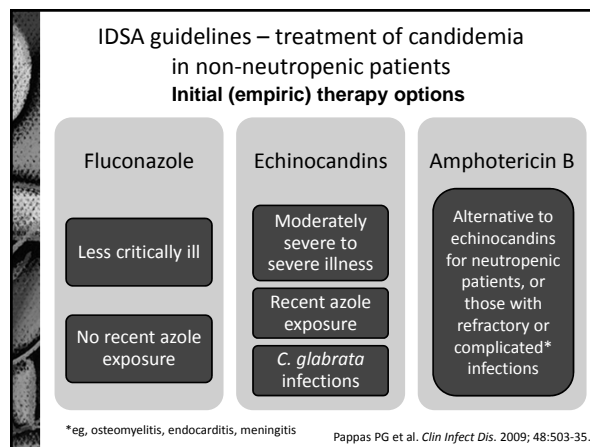 IDSA guidelines – treatment of candidemia
in non-neutropenic patients
Initial (empiric) therapy options
Fluconazole
Less critically ill
No recent azole
exposure
Echinocandins
Moderately
severe to
severe illness
Recent azole
exposure
C. glabrata
infections
Amphotericin B
Alternative to
echinocandins
for neutropenic
patients, or
those with
refractory or
complicated*
infections
*eg, osteomyelitis, endocarditis, meningitis
Pappas PG et al. Clin Infect Dis. 2009; 48:503-35.